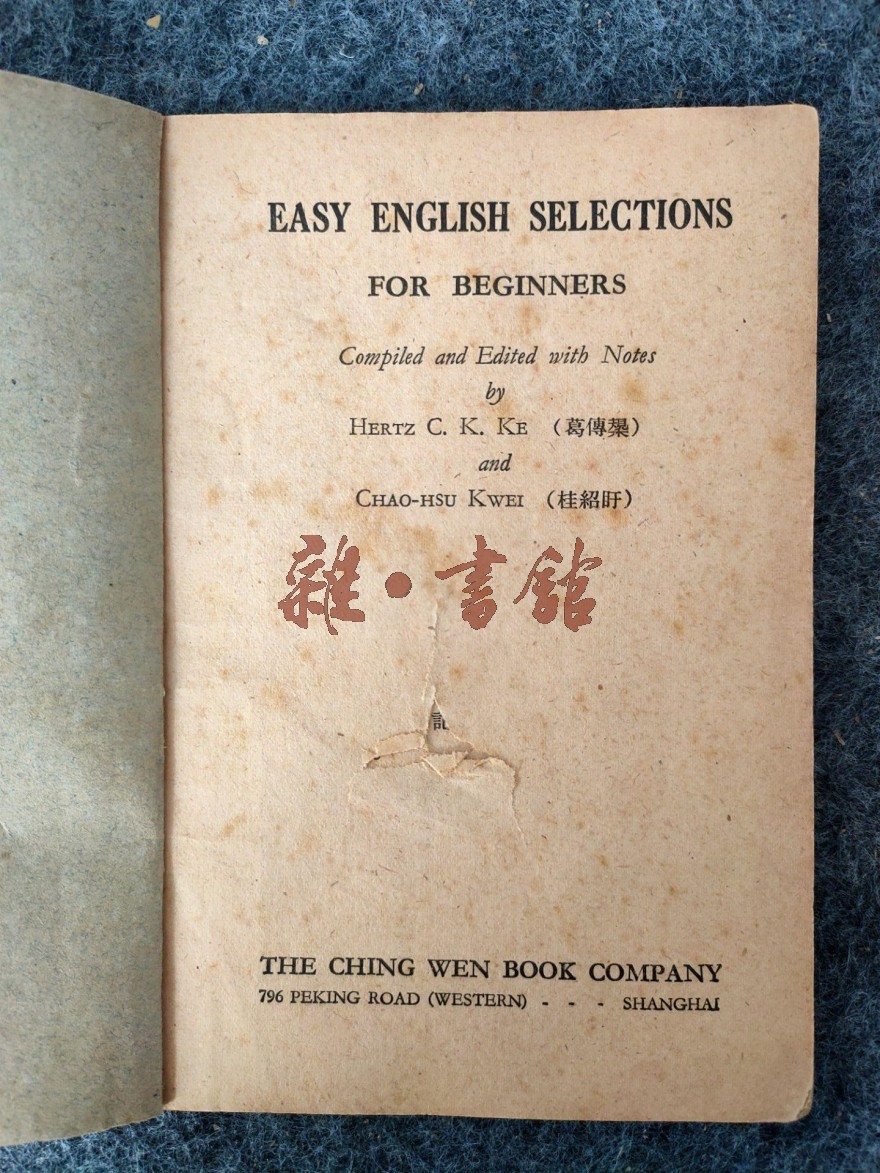 EASY ENGLISH SELECTIONS
FOR BEGINNERS
Compiled and Edited with Notes
by
HERTZ C. K. KE (葛傳槼)
and
CHAO-HSU KWEI (桂紹盱)
雜·書館
記
THE CHING WEN BOOK COMPANY
796 PEKING ROAD (WESTERN) - - - SHANGHAI